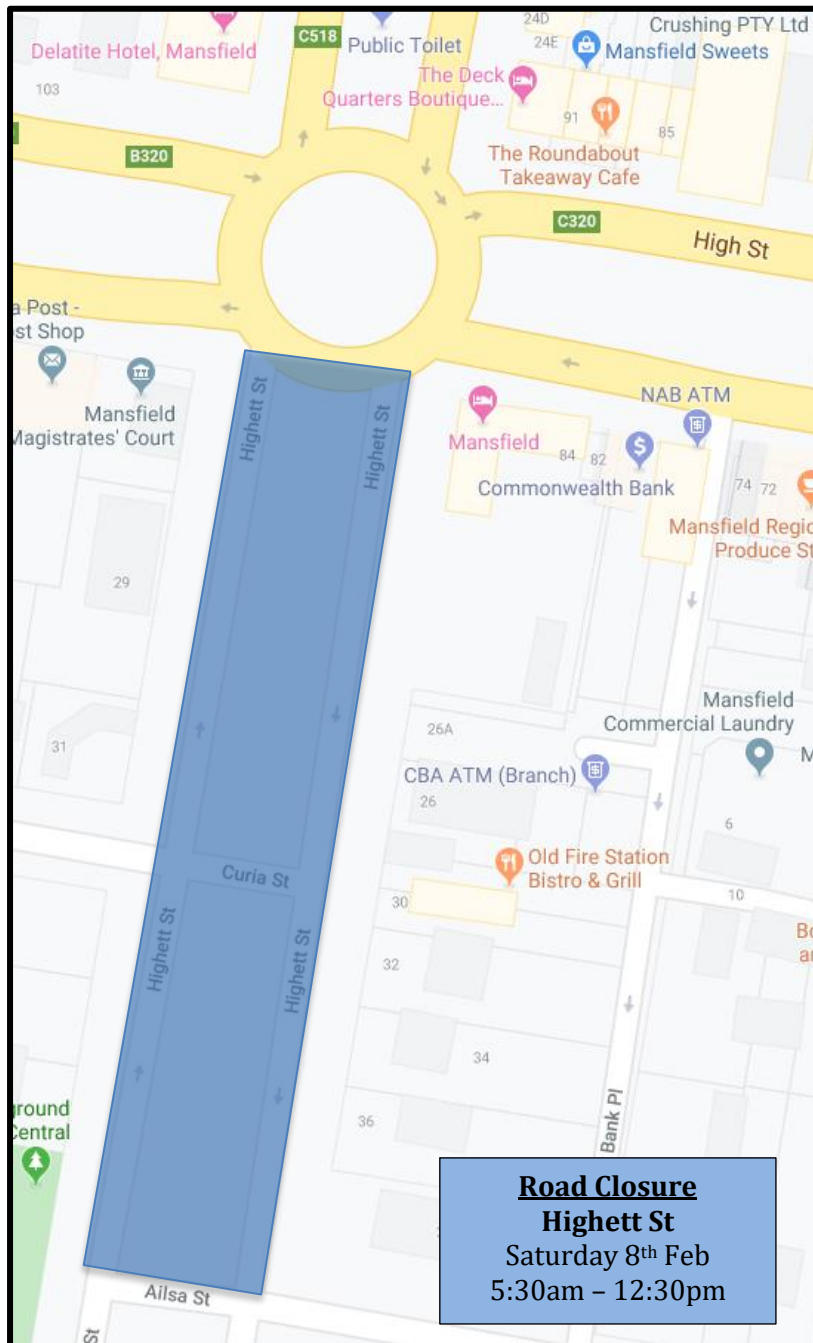 Crushing PTY Ltd
24D
C518
Delatite Hotel, Mansfield
Public Toilet
24E
Mansfield Sweets
The Deck
Quarters Boutique...
103
91
85
B320
The Roundabout
Takeaway Cafe
C320
High St
a Post -
st Shop
Highett St
Highett St
NAB ATM
Mansfield
Magistrates' Court
Mansfield
84
82
Commonwealth Bank
74
72
Mansfield Regio
Produce St
29
Mansfield
Commercial Laundry
M
26A
31
CBA ATM (Branch)
26
6
Old Fire Station
Bistro & Grill
Curia St
30
10
Highett St
Highett St
Bo
a
32
34
36
ground
Central
Bank Pl
Road Closure
Highett St
Saturday 8th Feb
5:30am – 12:30pm
Ailsa St
St